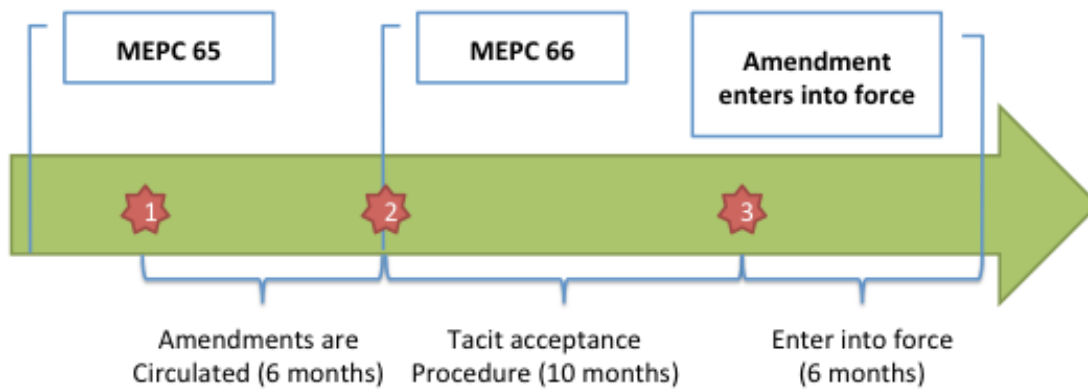 MEPC 65
MEPC 66
Amendment
enters into force
1
2
3
Amendments are
Circulated (6 months)
Tacit acceptance
Procedure (10 months)
Enter into force
(6 months)